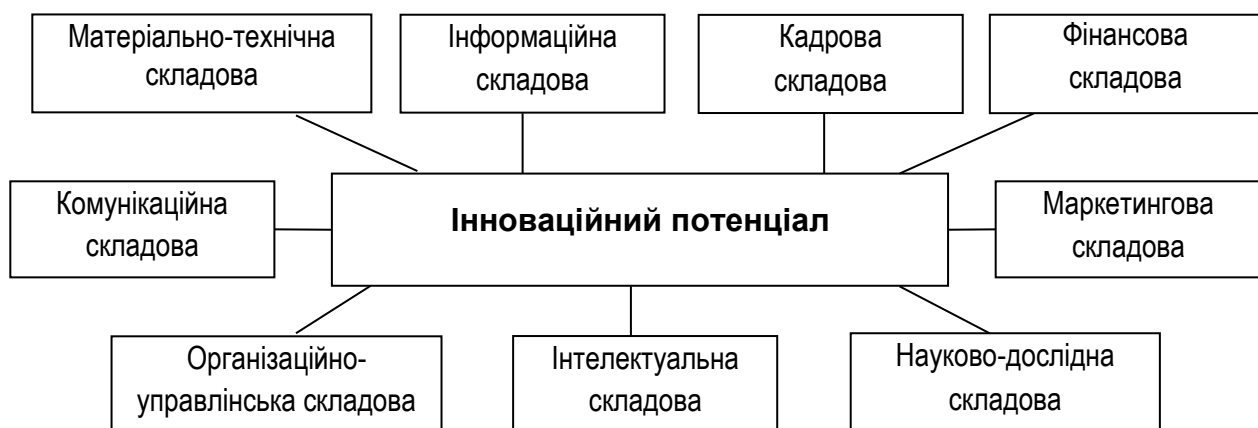 Матеріально-технічна
складова
Інформаційна
складова
Кадрова
складова
Фінансова
складова
Комунікаційна
складова
Інноваційний потенціал
Маркетингова
складова
Організаційно-
управлінська складова
Інтелектуальна
складова
Науково-дослідна
складова